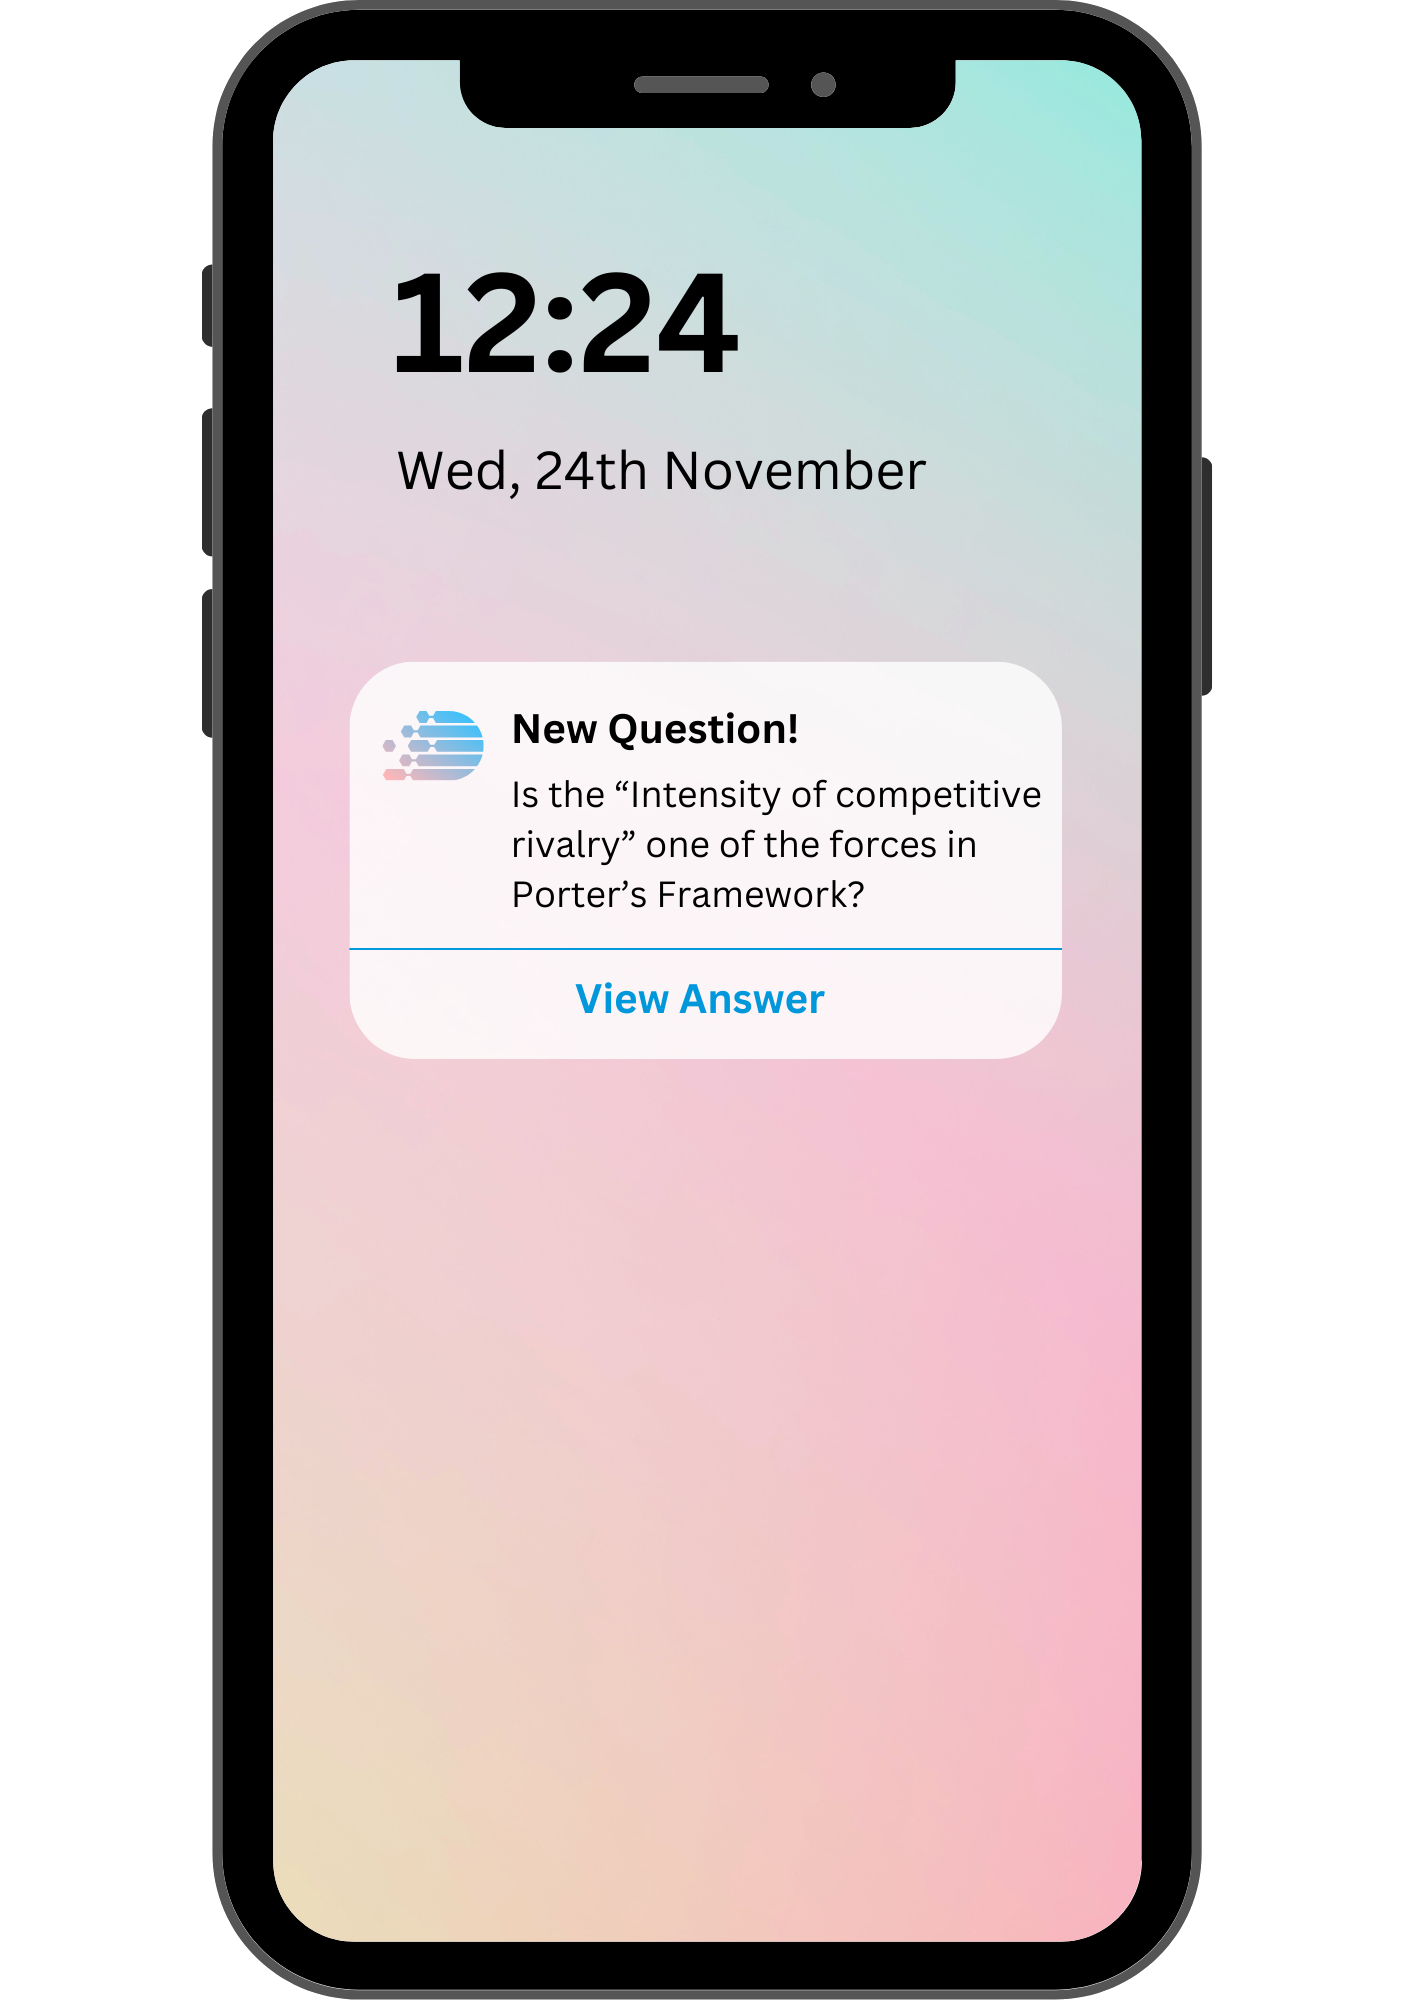 12:24
Wed, 24th November
New Question!
Is the “Intensity of competitive
rivalry” one of the forces in
Porter’s Framework?
View Answer